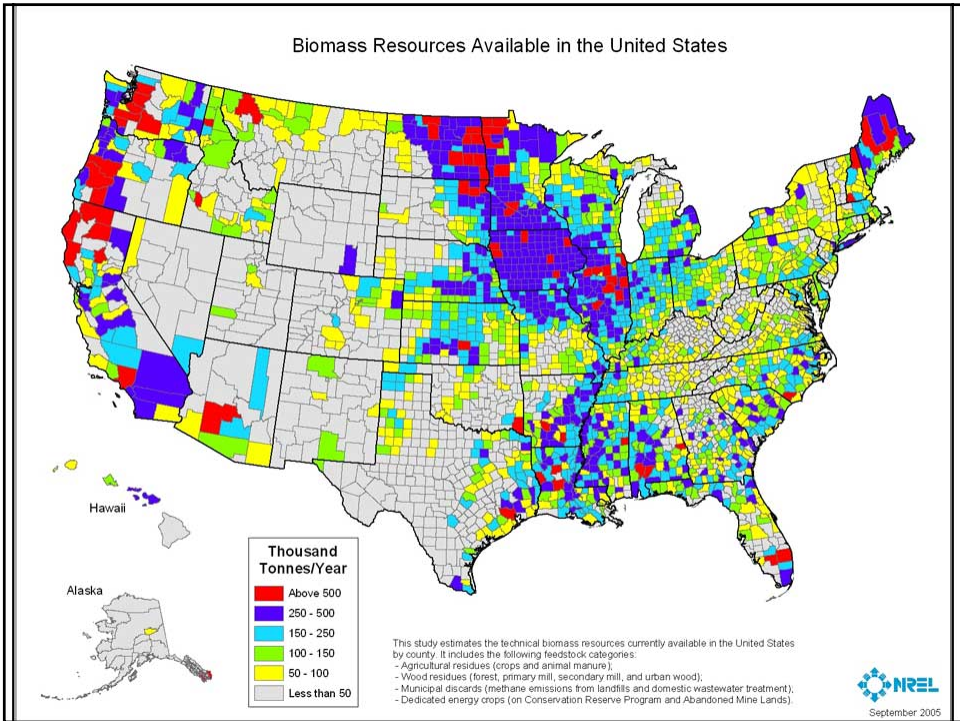 Biomass Resources Available in the United States
Hawaii
Alaska
Thousand
Tonnes/Year
Above 500
250 - 500
150 - 250
100 - 150
50 - 100
Less than 50
This study estimates the technical biomass resources currently available in the United States
by county. It includes the following feedstock categories:
- Agricultural residues (crops and animal manure);
- Wood residues (forest, primary mill, secondary mill, and urban wood);
- Municipal discards (methane emissions from landfills and domestic wastewater treatment);
- Dedicated energy crops (on Conservation Reserve Program and Abandoned Mine Lands).
NREL
September 2005